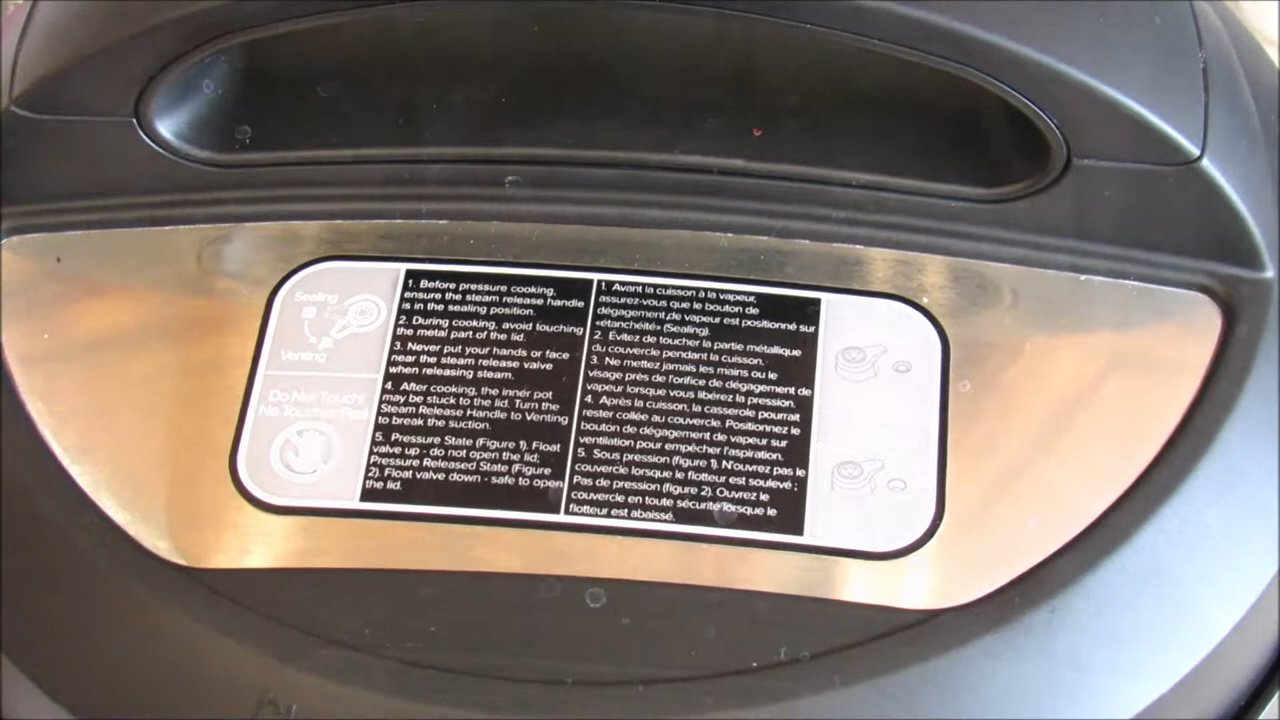 Sealing
Venting
Do Not Touch!
Ne Touchez Pas!
1. Before pressure cooking,
ensure the steam release handle
is in the sealing position.
2. During cooking, avoid touching
the metal part of the lid.
3. Never put your hands or face
near the steam release valve
when releasing steam.
4. After cooking, the inner pot
may be stuck to the lid. Turn the
Steam Release Handle to Venting
to break the suction.
5. Pressure State (Figure 1). Float
valve up - do not open the lid;
Pressure Released State (Figure
2). Float valve down - safe to open
the lid.
1. Avant la cuisson à la vapeur,
assurez-vous que le bouton de
dégagement de vapeur est positionné sur
«étanchéité» (Sealing).
2. Évitez de toucher la partie métallique
du couvercle pendant la cuisson.
3. Ne mettez jamais les mains ou le
visage près de l'orifice de dégagement de
vapeur lorsque vous libérez la pression.
4. Après la cuisson, la casserole pourrait
rester collée au couvercle. Positionnez le
bouton de dégagement de vapeur sur
ventilation pour empêcher l'aspiration.
5. Sous pression (figure 1). N'ouvrez pas le
couvercle lorsque le flotteur est soulevé ;
Pas de pression (figure 2). Ouvrez le
couvercle en toute sécurité lorsque le
flotteur est abaissé.